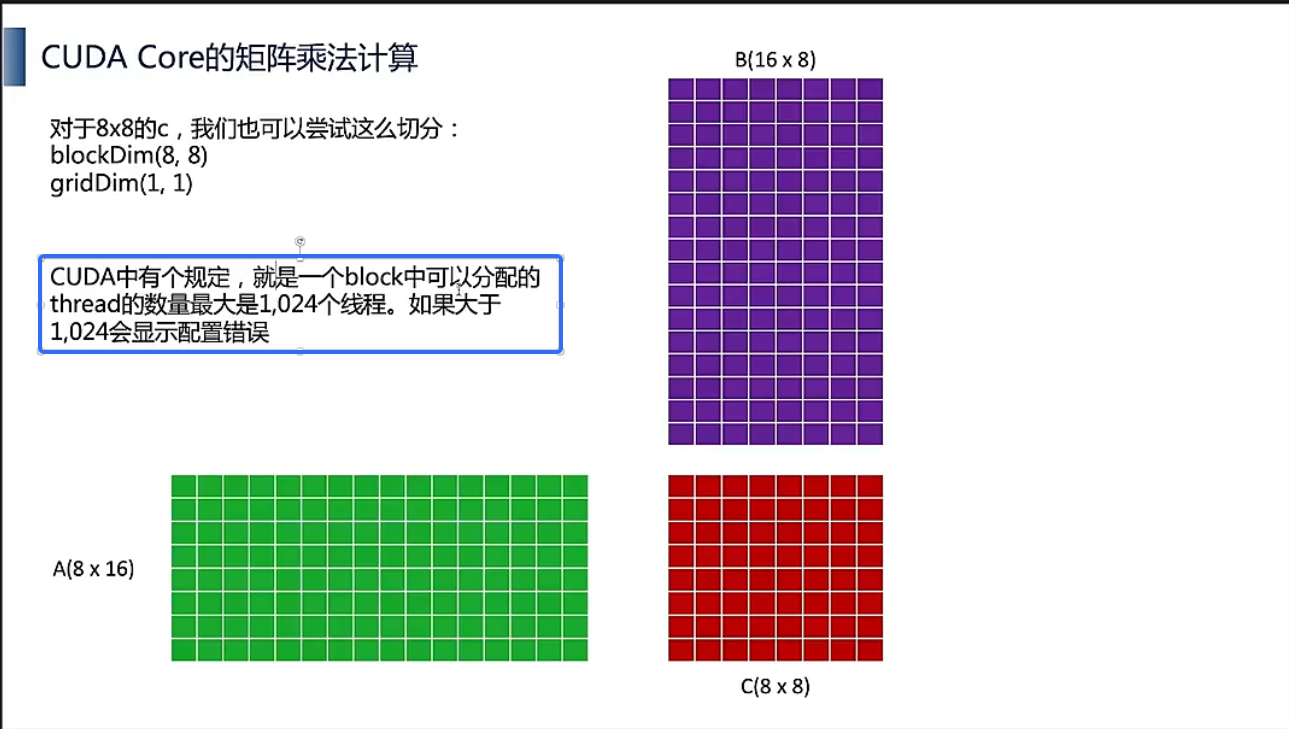 CUDA Core的矩阵乘法计算
B(16 x 8)
对于8x8的c，我们也可以尝试这么切分：
blockDim(8, 8)
gridDim(1, 1)
CUDA中有个规定，就是一个block中可以分配的
thread的数量最大是1,024个线程。如果大于
1,024会显示配置错误
A(8 x 16)
C(8 x 8)